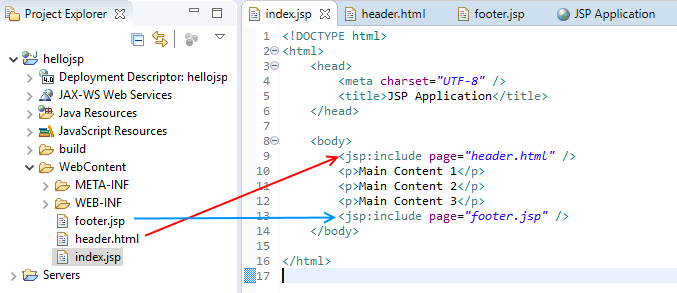 Project Explorer
hellojsp
Deployment Descriptor: hellojsp
JAX-WS Web Services
Java Resources
JavaScript Resources
build
WebContent
META-INF
WEB-INF
footer.jsp
header.html
index.jsp
Servers
index.jsp header.html footer.jsp JSP Application
1 <!DOCTYPE html>
2 <html>
3 <head>
4 <meta charset="UTF-8" />
5 <title>JSP Application</title>
6 </head>
7
8 <body>
9 <jsp:include page="header.html" />
10 <p>Main Content 1</p>
11 <p>Main Content 2</p>
12 <p>Main Content 3</p>
13 <jsp:include page="footer.jsp" />
14 </body>
15
16 </html>
17